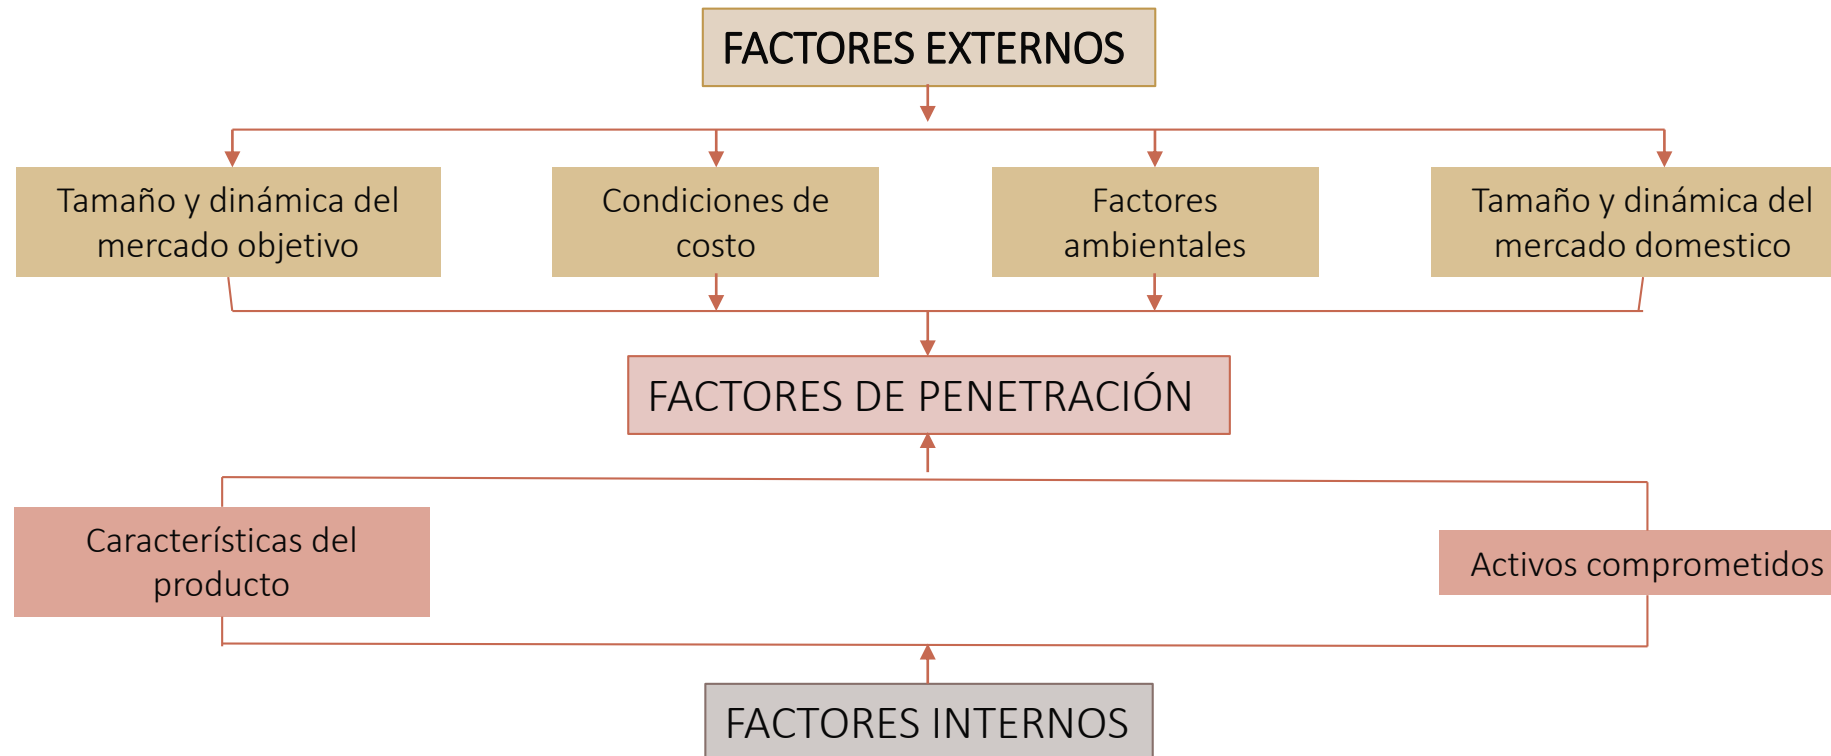 FACTORES EXTERNOS
Tamaño y dinámica del
mercado objetivo
Condiciones de
costo
Factores
ambientales
Tamaño y dinámica del
mercado domestico
FACTORES DE PENETRACIÓN
Características del
producto
Activos comprometidos
FACTORES INTERNOS